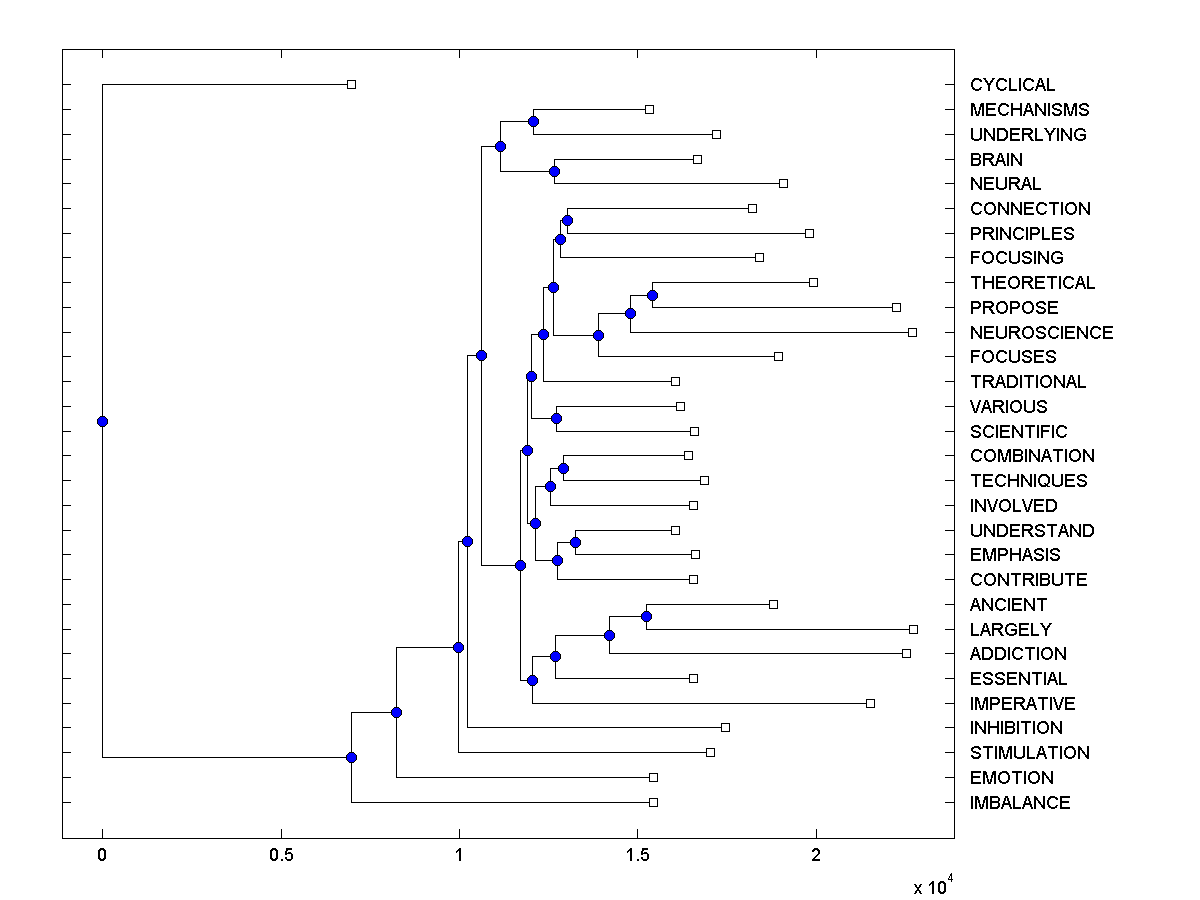 CYCLICAL
MECHANISMS
UNDERLYING
BRAIN
NEURAL
CONNECTION
PRINCIPLES
FOCUSING
THEORETICAL
PROPOSE
NEUROSCIENCE
FOCUSES
TRADITIONAL
VARIOUS
SCIENTIFIC
COMBINATION
TECHNIQUES
INVOLVED
UNDERSTAND
EMPHASIS
CONTRIBUTE
ANCIENT
LARGELY
ADDICTION
ESSENTIAL
IMPERATIVE
INHIBITION
STIMULATION
EMOTION
IMBALANCE
0 0.5 1 1.5 2
x 10^4